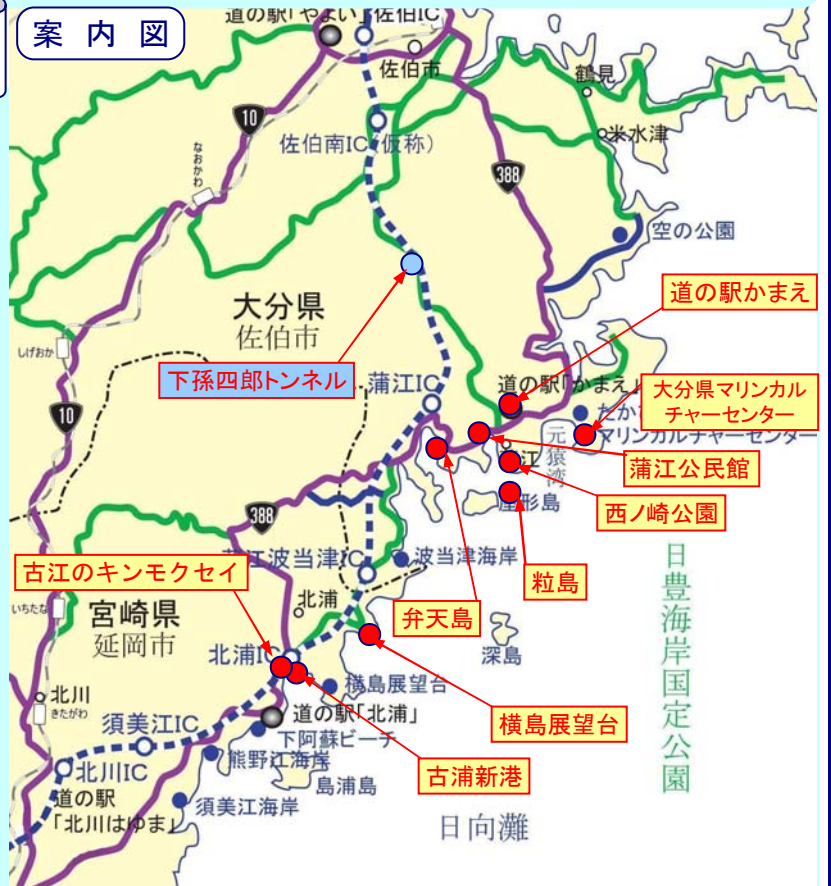 案内図
道の駅「やよい」
佐伯IC
佐伯市
鶴見
10
佐伯南IC(仮称)
米水津
なおかわ
388
空の公園
道の駅かまえ
大分県
佐伯市
しげおか
下孫四郎トンネル
蒲江IC
道の駅「かまえ」
大分県マリンカル
チャーセンター
マリンカルチャーセンター
10
元猿湾
蒲江公民館
西ノ崎公園
屋形島
388
波当津IC
波当津海岸
古江のキンモクセイ
粒島
日豊海岸国定公園
いちたな
宮崎県
延岡市
北浦
弁天島
深島
北浦IC
横島展望台
横島展望台
北川
きたがわ
道の駅「北浦」
須美江IC
下阿蘇ビーチ
熊野江海岸
古浦新港
北川IC
島浦島
道の駅
「北川はゆま」
須美江海岸
日向灘